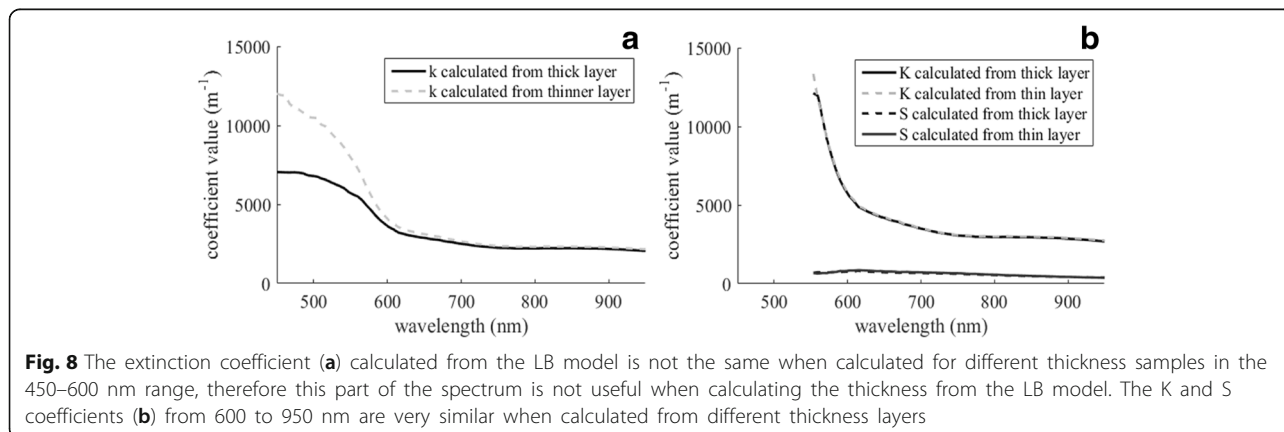 a
15000
10000
5000
0
coefficient value (m⁻¹)
k calculated from thick layer
k calculated from thinner layer
500 600 700 800 900
wavelength (nm)
b
15000
10000
5000
0
coefficient value (m⁻¹)
K calculated from thick layer
K calculated from thin layer
S calculated from thick layer
S calculated from thin layer
500 600 700 800 900
wavelength (nm)
Fig. 8 The extinction coefficient (a) calculated from the LB model is not the same when calculated for different thickness samples in the
450–600 nm range, therefore this part of the spectrum is not useful when calculating the thickness from the LB model. The K and S
coefficients (b) from 600 to 950 nm are very similar when calculated from different thickness layers